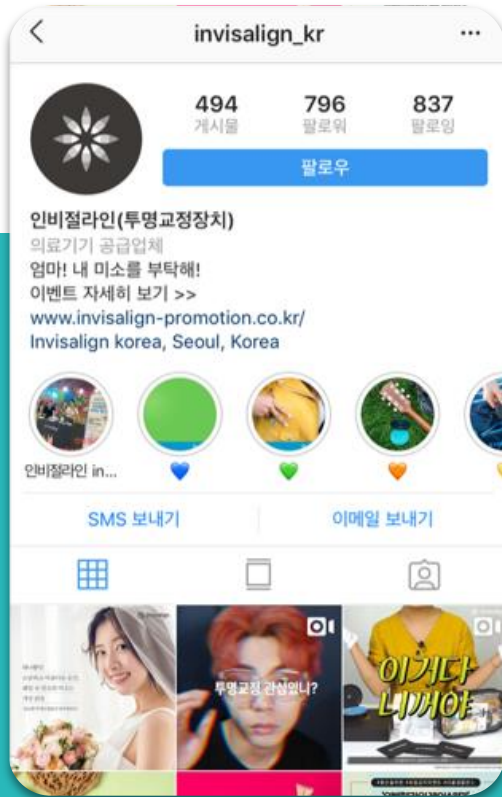 invisalign_kr
494 796 837
게시물 팔로워 팔로잉
팔로우
인비절라인(투명교정장치)
의료기기 공급업체
엄마! 내 미소를 부탁해!
이벤트 자세히 보기 >>
www.invisalign-promotion.co.kr/
Invisalign korea, Seoul, Korea
인비절라인 in...
SMS 보내기 이메일 보내기
투명교정 관심있니?
이거다
니꺼야